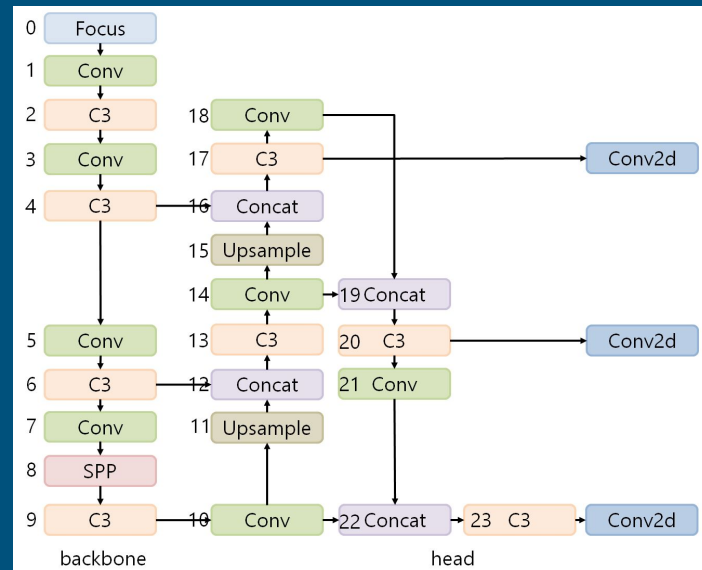 0 Focus
1 Conv
2 C3
18 Conv
3 Conv
17 C3
Conv2d
4 C3
16 Concat
15 Upsample
14 Conv
19 Concat
5 Conv
13 C3
20 C3
Conv2d
6 C3
12 Concat
21 Conv
7 Conv
11 Upsample
8 SPP
9 C3
10 Conv
22 Concat
23 C3
Conv2d
backbone
head